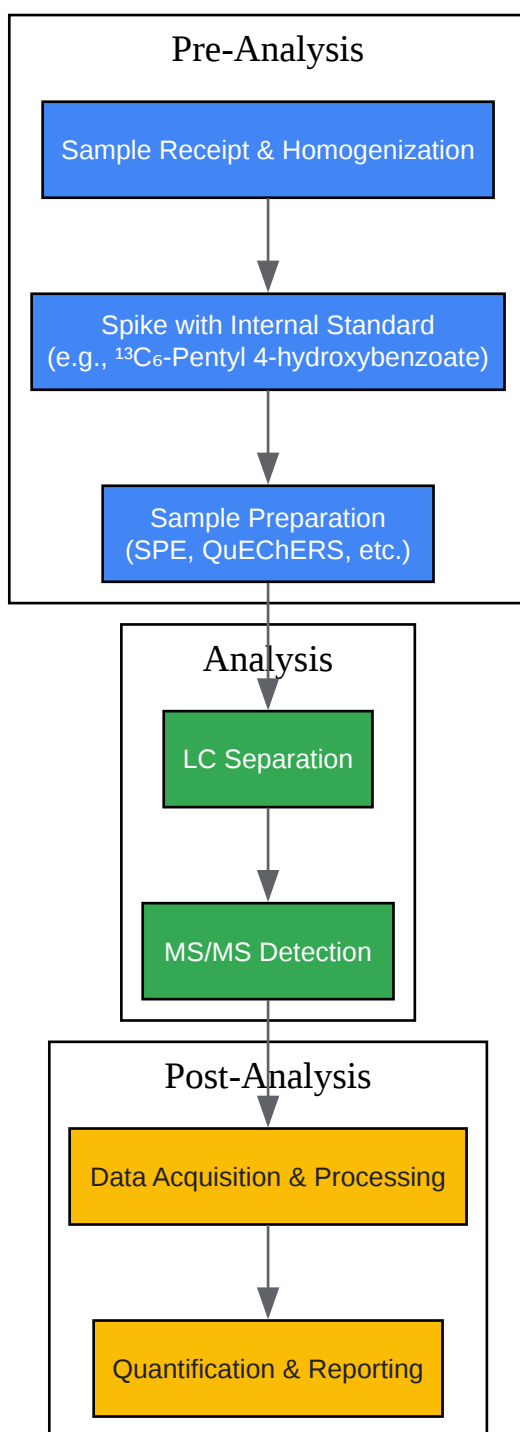 Pre-Analysis
Sample Receipt & Homogenization
Spike with Internal Standard
(e.g., ¹³C₆-Pentyl 4-hydroxybenzoate)
Sample Preparation
(SPE, QuEChERS, etc.)
Analysis
LC Separation
MS/MS Detection
Post-Analysis
Data Acquisition & Processing
Quantification & Reporting